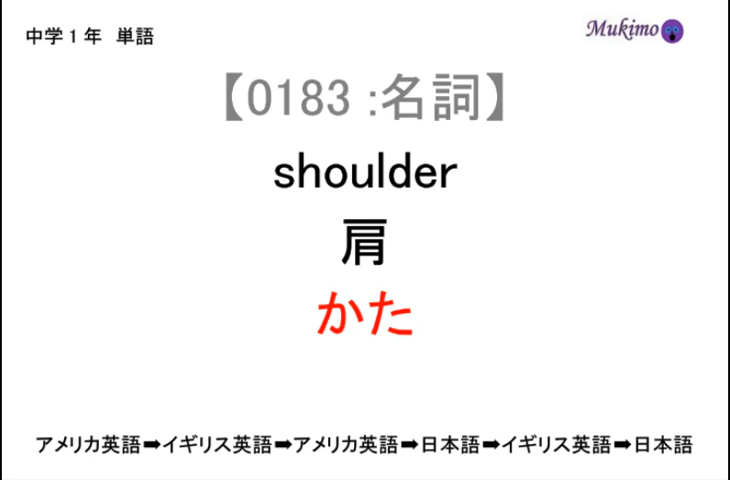 中学１年 単語
Mukimo
【0183 :名詞】
shoulder
肩
かた
アメリカ英語➡イギリス英語➡アメリカ英語➡日本語➡イギリス英語➡日本語